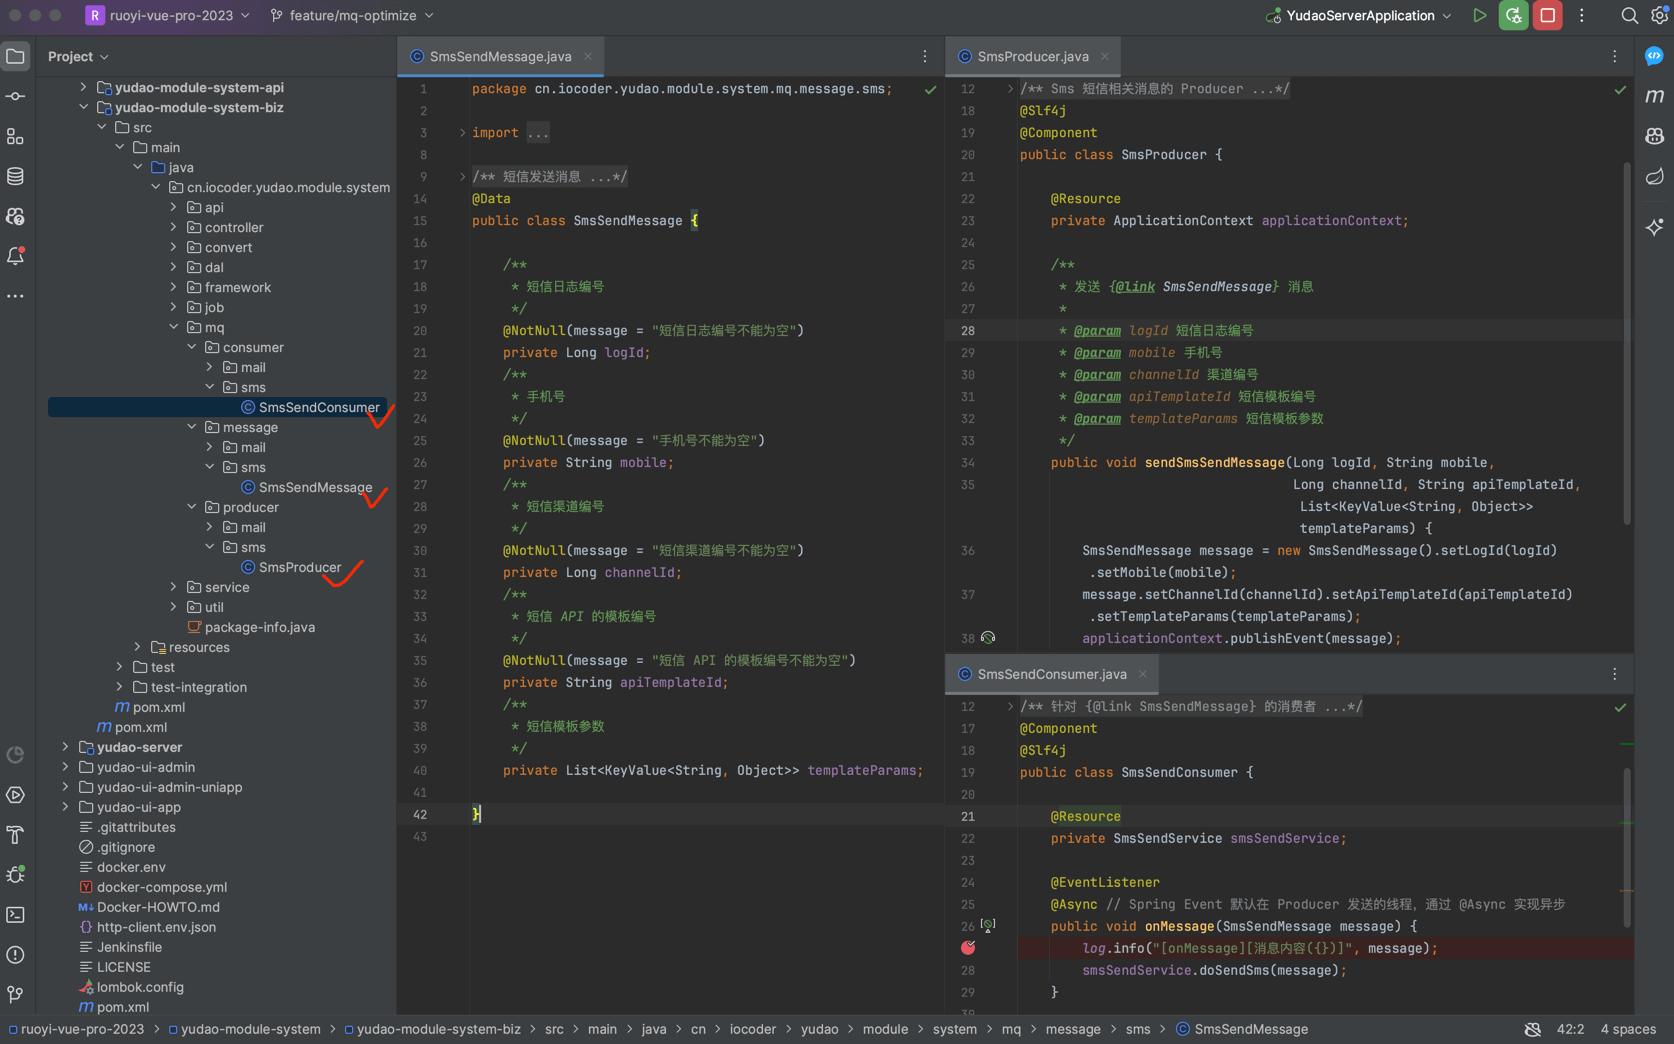 ruoyi-vue-pro-2023
feature/mq-optimize
YudaoServerApplication
Project
yudao-module-system-api
yudao-module-system-biz
src
main
java
cn.iocoder.yudao.module.system
api
controller
convert
dal
framework
job
mq
consumer
mail
sms
SmsSendConsumer
message
mail
sms
SmsSendMessage
producer
mail
sms
SmsProducer
service
util
package-info.java
resources
test
test-integration
pom.xml
pom.xml
yudao-server
yudao-ui-admin
yudao-ui-admin-uniapp
yudao-ui-app
.gitattributes
.gitignore
docker.env
docker-compose.yml
Docker-HOWTO.md
http-client.env.json
Jenkinsfile
LICENSE
lombok.config
pom.xml
SmsSendMessage.java
1 package cn.iocoder.yudao.module.system.mq.message.sms;
2
3 import ...
8
9 /** 短信发送消息 ...*/
14 @Data
15 public class SmsSendMessage {
16
17 /**
18 * 短信日志编号
19 */
20 @NotNull(message = "短信日志编号不能为空")
21 private Long logId;
22 /**
23 * 手机号
24 */
25 @NotNull(message = "手机号不能为空")
26 private String mobile;
27 /**
28 * 短信渠道编号
29 */
30 @NotNull(message = "短信渠道编号不能为空")
31 private Long channelId;
32 /**
33 * 短信 API 的模板编号
34 */
35 @NotNull(message = "短信 API 的模板编号不能为空")
36 private String apiTemplateId;
37 /**
38 * 短信模板参数
39 */
40 private List<KeyValue<String, Object>> templateParams;
41
42 }
43
SmsProducer.java
12 /** Sms 短信相关消息的 Producer ...*/
18 @Slf4j
19 @Component
20 public class SmsProducer {
21
22 @Resource
23 private ApplicationContext applicationContext;
24
25 /**
26 * 发送 {@link SmsSendMessage} 消息
27 *
28 * @param logId 短信日志编号
29 * @param mobile 手机号
30 * @param channelId 渠道编号
31 * @param apiTemplateId 短信模板编号
32 * @param templateParams 短信模板参数
33 */
34 public void sendSmsSendMessage(Long logId, String mobile,
35 Long channelId, String apiTemplateId,
List<KeyValue<String, Object>>
templateParams) {
36 SmsSendMessage message = new SmsSendMessage().setLogId(logId)
.setMobile(mobile);
37 message.setChannelId(channelId).setApiTemplateId(apiTemplateId)
.setTemplateParams(templateParams);
38 applicationContext.publishEvent(message);
SmsSendConsumer.java
12 /** 针对 {@link SmsSendMessage} 的消费者 ...*/
17 @Component
18 @Slf4j
19 public class SmsSendConsumer {
20
21 @Resource
22 private SmsSendService smsSendService;
23
24 @EventListener
25 @Async // Spring Event 默认在 Producer 发送的线程，通过 @Async 实现异步
26 public void onMessage(SmsSendMessage message) {
log.info("[onMessage][消息内容({})]", message);
28 smsSendService.doSendSms(message);
29 }
30
ruoyi-vue-pro-2023 > yudao-module-system > yudao-module-system-biz > src > main > java > cn > iocoder > yudao > module > system > mq > message > sms > SmsSendMessage
42:2 4 spaces